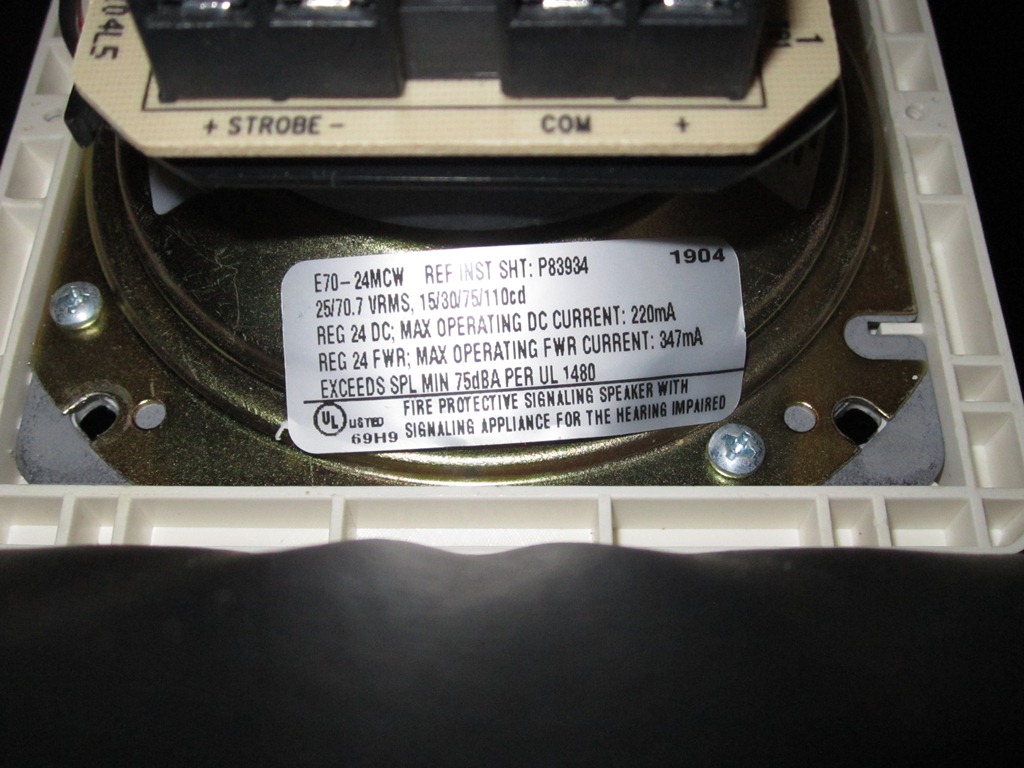 04L5
1
+ STROBE -
COM +
E70-24MCW REF INST SHT: P83934 1904
25/70.7 VRMS, 15/30/75/110cd
REG 24 DC; MAX OPERATING DC CURRENT: 220mA
REG 24 FWR; MAX OPERATING FWR CURRENT: 347mA
EXCEEDS SPL MIN 75dBA PER UL 1480
UL LISTED
69H9
FIRE PROTECTIVE SIGNALING SPEAKER WITH
SIGNALING APPLIANCE FOR THE HEARING IMPAIRED